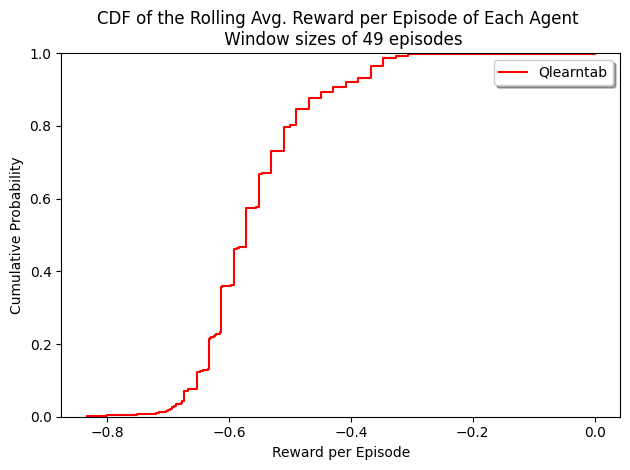 CDF of the Rolling Avg. Reward per Episode of Each Agent
Window sizes of 49 episodes
1.0
0.8
0.6
0.4
0.2
0.0
Cumulative Probability
Qlearntab
−0.8
−0.6
−0.4
−0.2
0.0
Reward per Episode